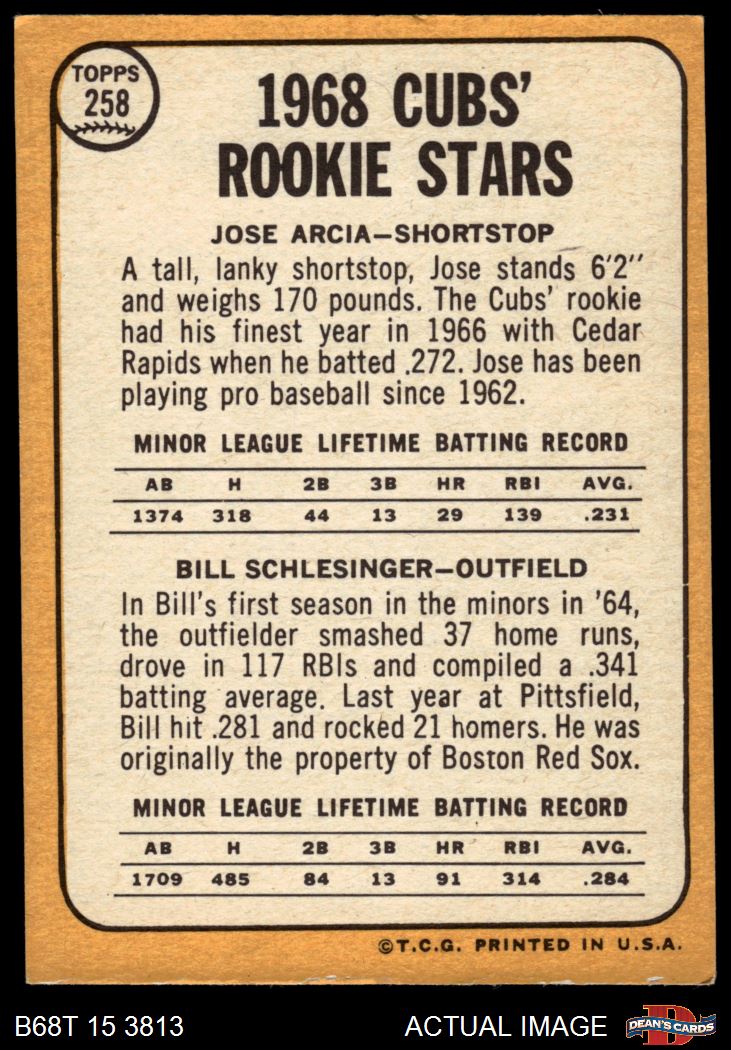 TOPPS
258
1968 CUBS'
ROOKIE STARS
JOSE ARCIA—SHORTSTOP
A tall, lanky shortstop, Jose stands 6'2''
and weighs 170 pounds. The Cubs' rookie
had his finest year in 1966 with Cedar
Rapids when he batted .272. Jose has been
playing pro baseball since 1962.
MINOR LEAGUE LIFETIME BATTING RECORD
AB H 2B 3B HR RBI AVG.
1374 318 44 13 29 139 .231
BILL SCHLESINGER—OUTFIELD
In Bill's first season in the minors in '64,
the outfielder smashed 37 home runs,
drove in 117 RBIs and compiled a .341
batting average. Last year at Pittsfield,
Bill hit .281 and rocked 21 homers. He was
originally the property of Boston Red Sox.
MINOR LEAGUE LIFETIME BATTING RECORD
AB H 2B 3B HR RBI AVG.
1709 485 84 13 91 314 .284
©T.C.G. PRINTED IN U.S.A.
B68T 15 3813 ACTUAL IMAGE D DEAN'S CARDS